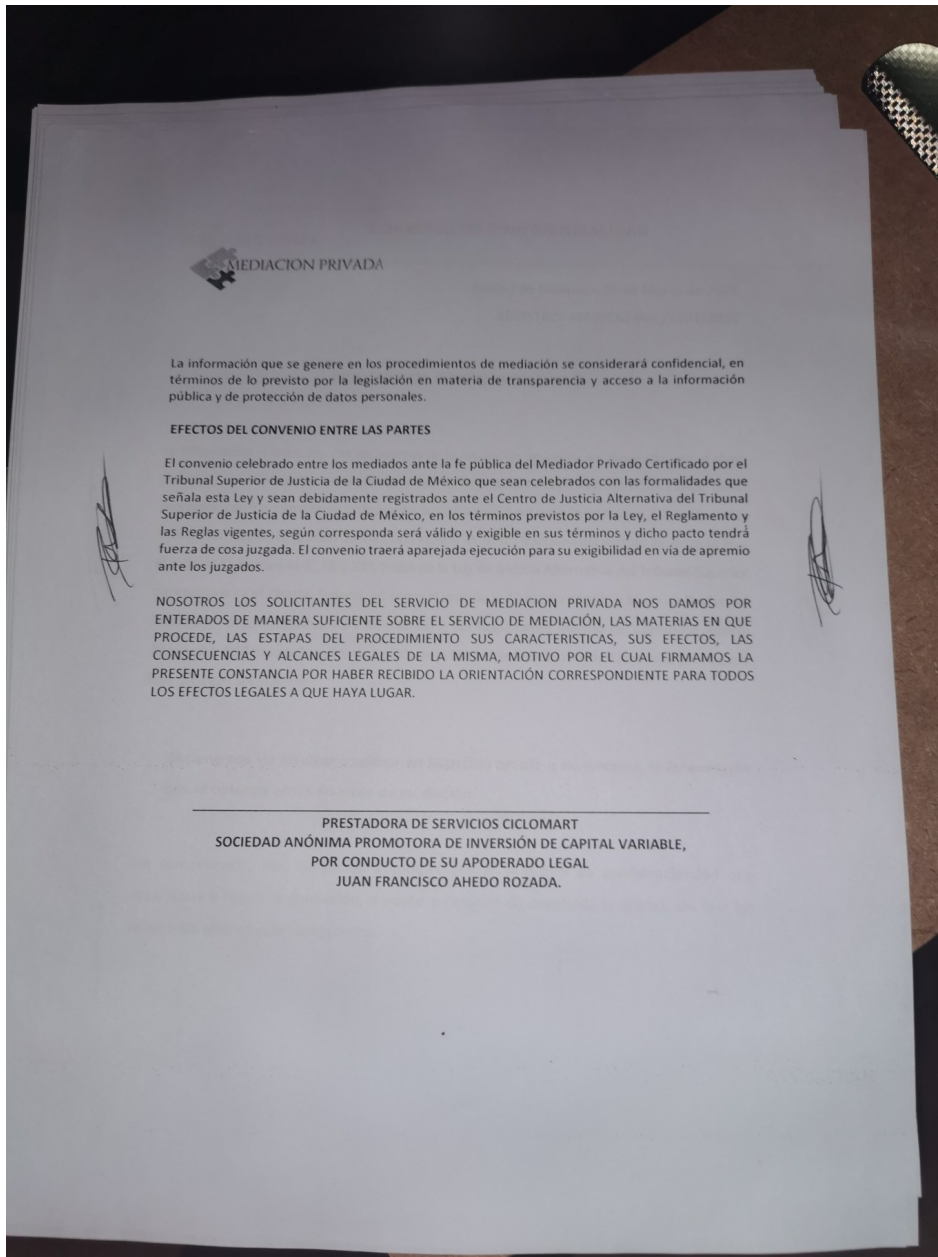 MEDIACION PRIVADA
La información que se genere en los procedimientos de mediación se considerará confidencial, en
términos de lo previsto por la legislación en materia de transparencia y acceso a la información
pública y de protección de datos personales.
EFECTOS DEL CONVENIO ENTRE LAS PARTES
El convenio celebrado entre los mediados ante la fe pública del Mediador Privado Certificado por el
Tribunal Superior de Justicia de la Ciudad de México que sean celebrados con las formalidades que
señala esta Ley y sean debidamente registrados ante el Centro de Justicia Alternativa del Tribunal
Superior de Justicia de la Ciudad de México, en los términos previstos por la Ley, el Reglamento y
las Reglas vigentes, según corresponda será válido y exigible en sus términos y dicho pacto tendrá
fuerza de cosa juzgada. El convenio traerá aparejada ejecución para su exigibilidad en vía de apremio
ante los juzgados.
NOSOTROS LOS SOLICITANTES DEL SERVICIO DE MEDIACION PRIVADA NOS DAMOS POR
ENTERADOS DE MANERA SUFICIENTE SOBRE EL SERVICIO DE MEDIACIÓN, LAS MATERIAS EN QUE
PROCEDE, LAS ETAPAS DEL PROCEDIMIENTO SUS CARACTERISTICAS, SUS EFECTOS, LAS
CONSECUENCIAS Y ALCANCES LEGALES DE LA MISMA, MOTIVO POR EL CUAL FIRMAMOS LA
PRESENTE CONSTANCIA POR HABER RECIBIDO LA ORIENTACIÓN CORRESPONDIENTE PARA TODOS
LOS EFECTOS LEGALES A QUE HAYA LUGAR.
PRESTADORA DE SERVICIOS CICLOMART
SOCIEDAD ANÓNIMA PROMOTORA DE INVERSIÓN DE CAPITAL VARIABLE,
POR CONDUCTO DE SU APODERADO LEGAL
JUAN FRANCISCO AHEDO ROZADA.